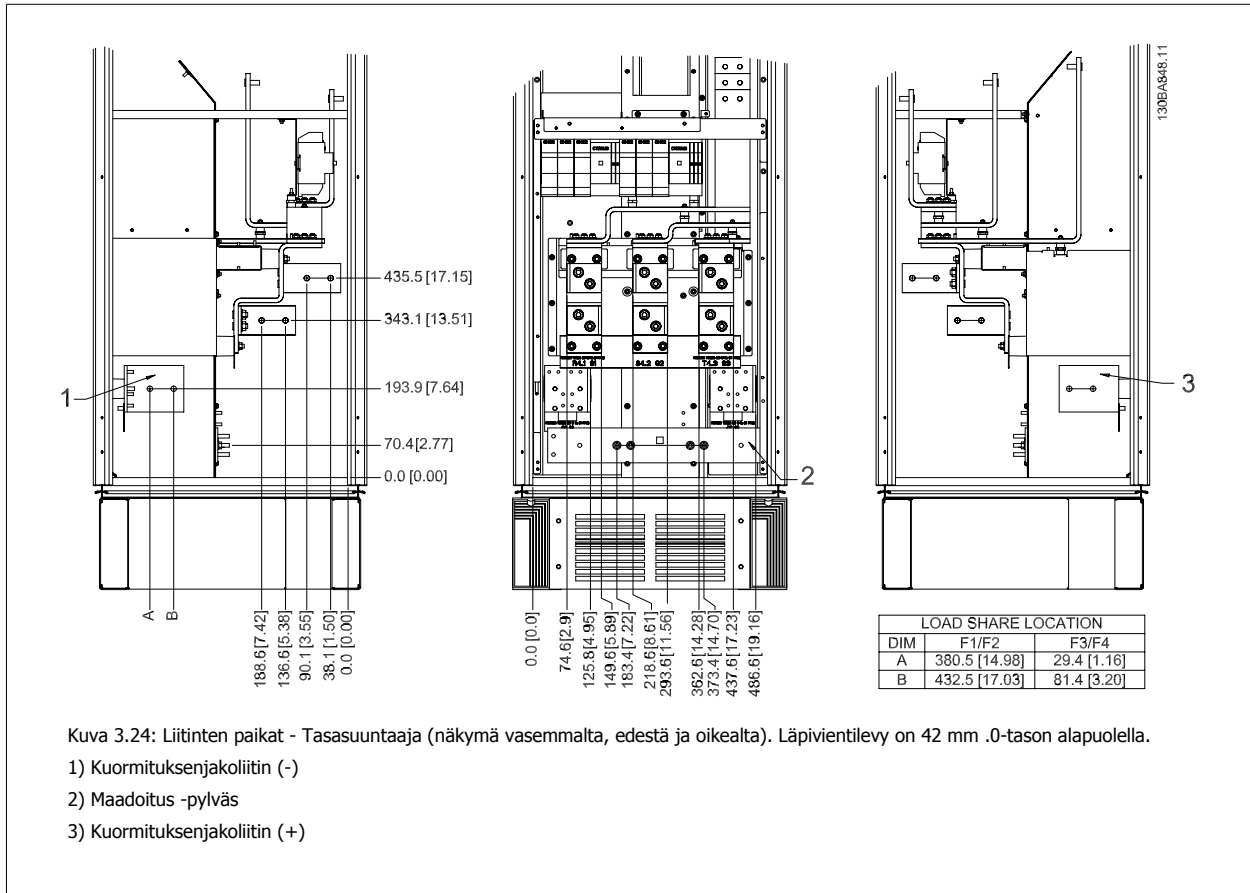 130BA848.11
435.5 [17.15]
343.1 [13.51]
1
193.9 [7.64]
3
70.4 [2.77]
0.0 [0.00]
2
R/L1 91
S/L2 92
T/L3 93
A
B
188.6 [7.42]
136.6 [5.38]
90.1 [3.55]
38.1 [1.50]
0.0 [0.00]
0.0 [0.0]
74.6 [2.9]
125.8 [4.95]
149.6 [5.89]
183.4 [7.22]
218.6 [8.61]
293.6 [1.56]
362.6 [14.28]
373.4 [14.70]
437.6 [17.23]
486.6 [19.16]
LOAD SHARE LOCATION
DIM F1/F2 F3/F4
A 380.5 [14.98] 29.4 [1.16]
B 432.5 [17.03] 81.4 [3.20]
Kuva 3.24: Liitinten paikat - Tasasuuntaaja (näkymä vasemmalta, edestä ja oikealta). Läpivientilevy on 42 mm .0-tason alapuolella.
1) Kuormituksenjakoliitin (-)
2) Maadoitus -pylväs
3) Kuormituksenjakoliitin (+)